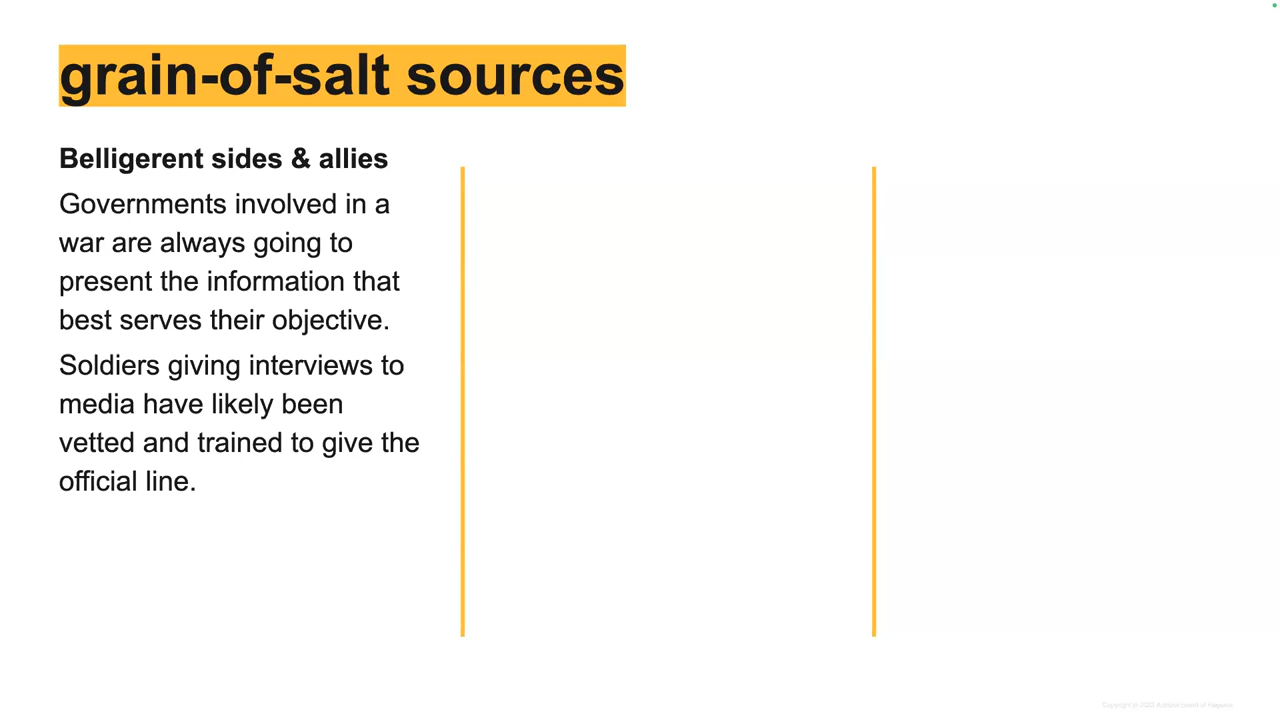 grain-of-salt sources
Belligerent sides & allies
Governments involved in a
war are always going to
present the information that
best serves their objective.
Soldiers giving interviews to
media have likely been
vetted and trained to give the
official line.